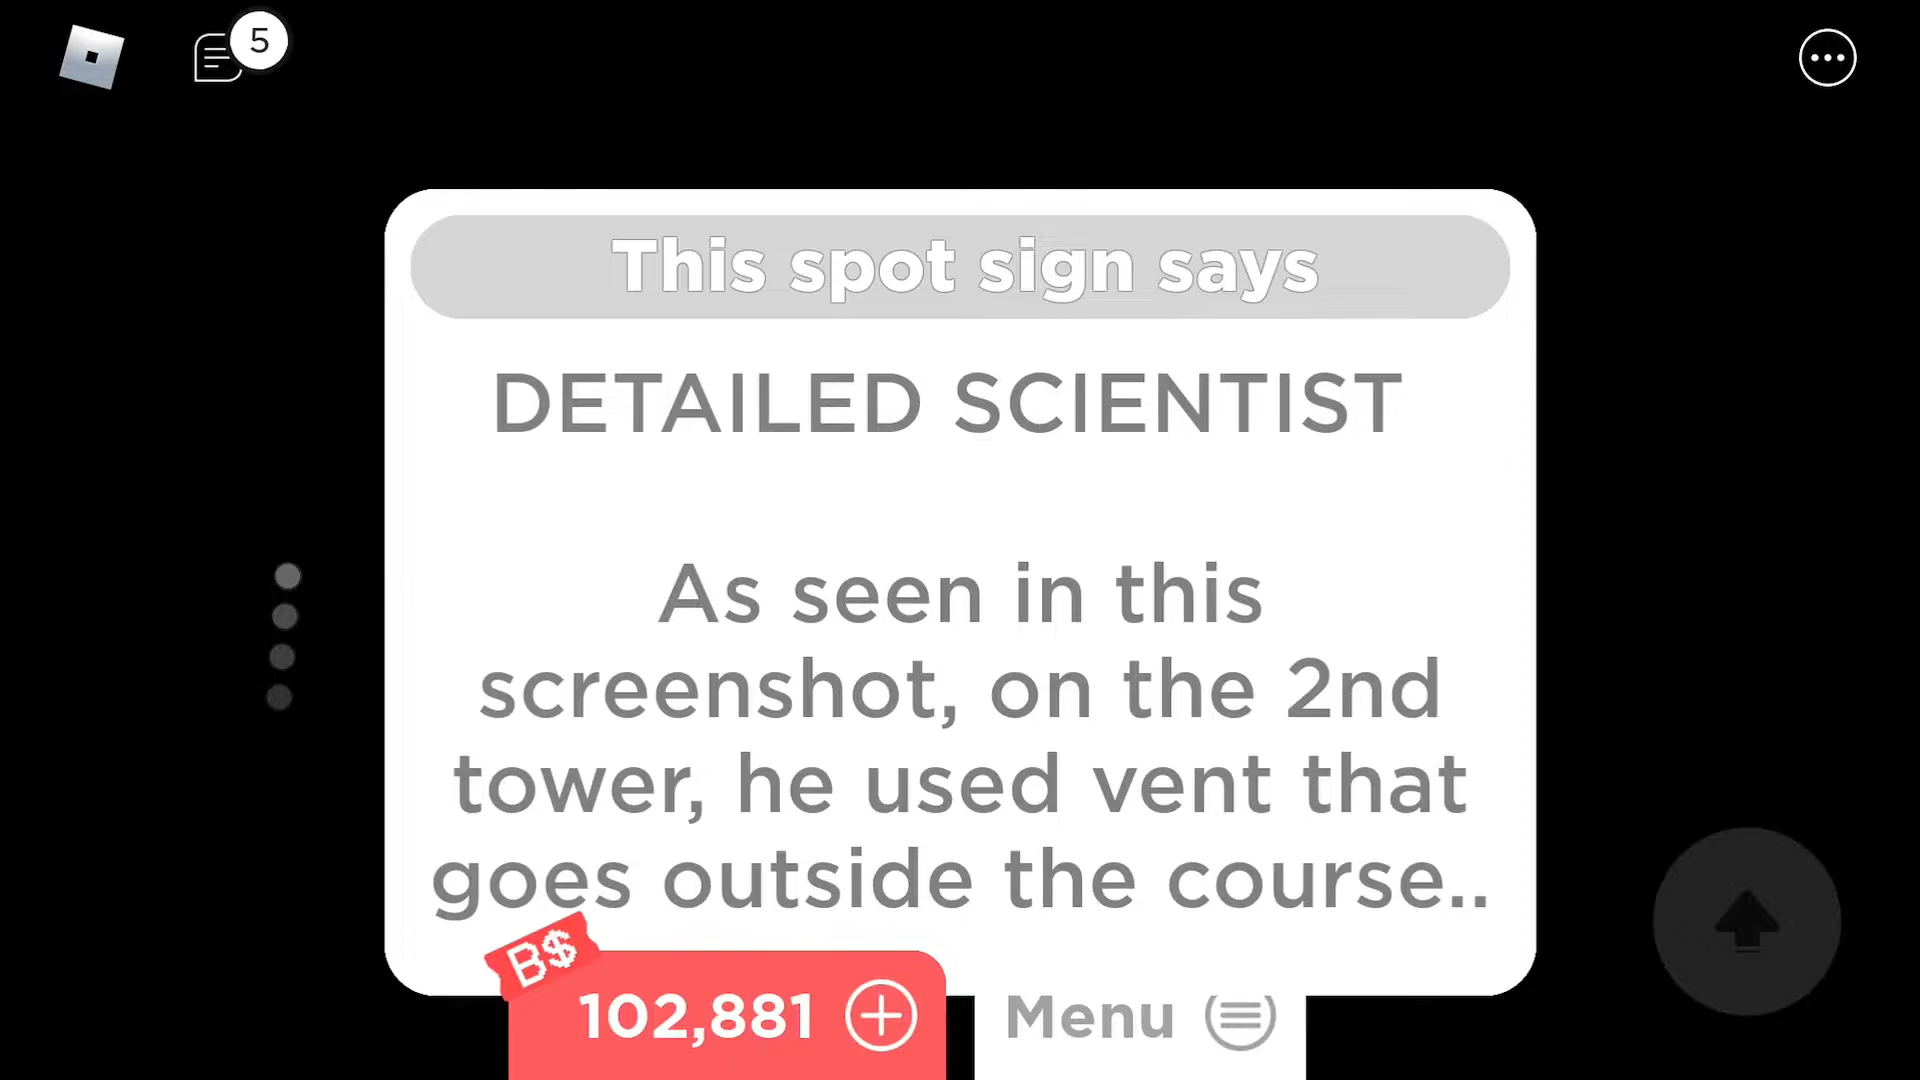 5
This spot sign says
DETAILED SCIENTIST
As seen in this
screenshot, on the 2nd
tower, he used vent that
goes outside the course..
B$
102,881
Menu